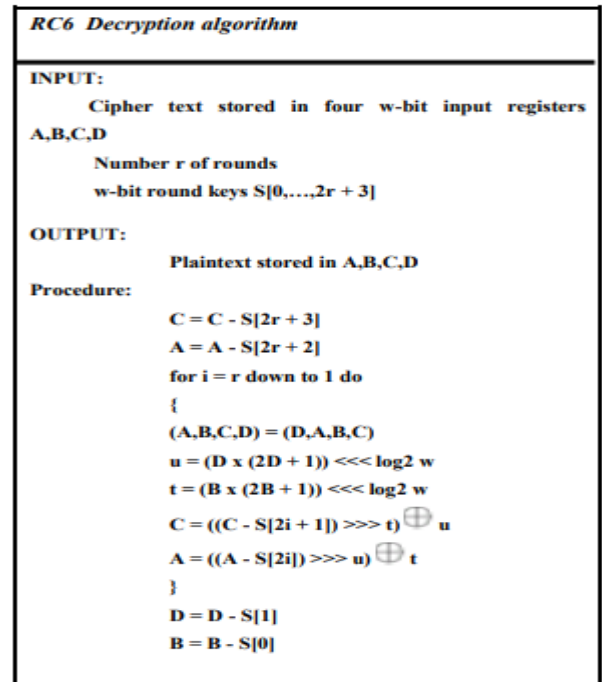 RC6 Decryption algorithm
INPUT:
Cipher text stored in four w-bit input registers
A,B,C,D
Number r of rounds
w-bit round keys S[0,...,2r + 3]
OUTPUT:
Plaintext stored in A,B,C,D
Procedure:
C = C - S[2r + 3]
A = A - S[2r + 2]
for i = r down to 1 do
{
(A,B,C,D) = (D,A,B,C)
u = (D x (2D + 1)) <<< log2 w
t = (B x (2B + 1)) <<< log2 w
C = ((C - S[2i + 1]) >>> t) ⊕ u
A = ((A - S[2i]) >>> u) ⊕ t
}
D = D - S[1]
B = B - S[0]